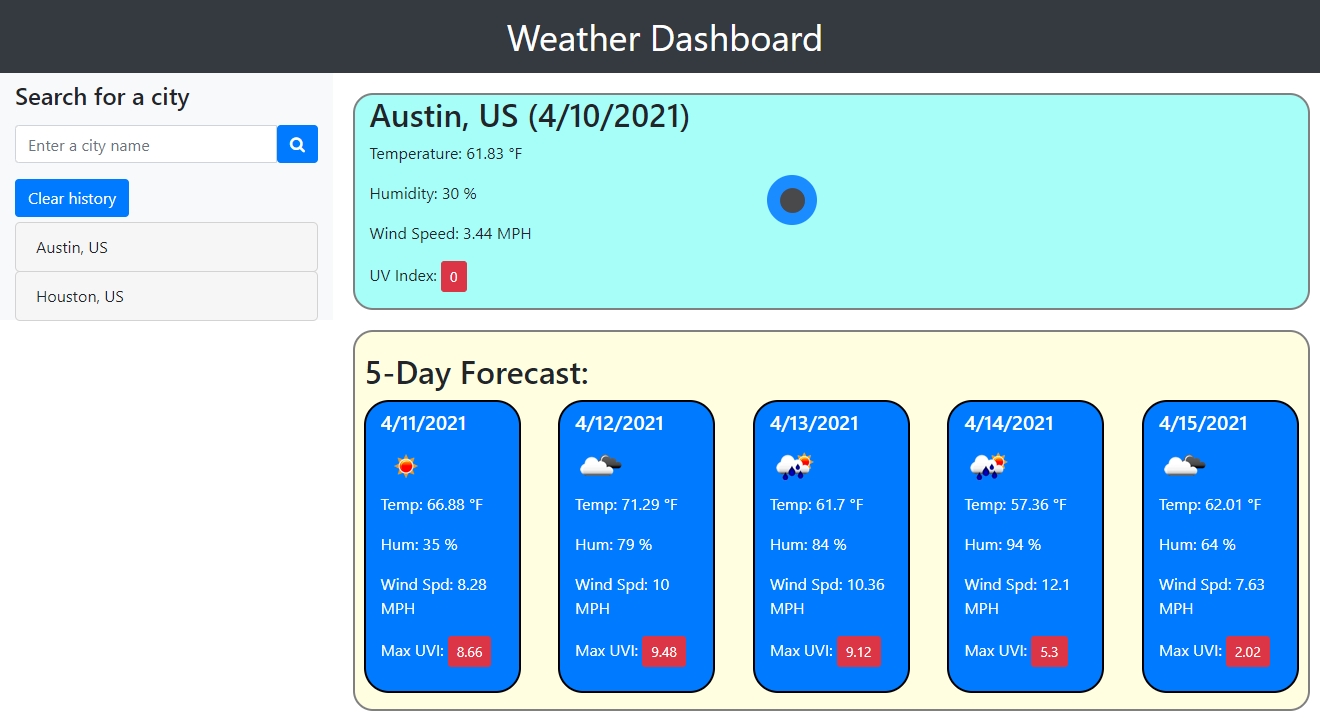 Weather Dashboard
Search for a city
Enter a city name
Clear history
Austin, US
Houston, US
Austin, US (4/10/2021)
Temperature: 61.83 °F
Humidity: 30 %
Wind Speed: 3.44 MPH
UV Index: 0
5-Day Forecast:
4/11/2021
Temp: 66.88 °F
Hum: 35 %
Wind Spd: 8.28
MPH
Max UVI: 8.66
4/12/2021
Temp: 71.29 °F
Hum: 79 %
Wind Spd: 10
MPH
Max UVI: 9.48
4/13/2021
Temp: 61.7 °F
Hum: 84 %
Wind Spd: 10.36
MPH
Max UVI: 9.12
4/14/2021
Temp: 57.36 °F
Hum: 94 %
Wind Spd: 12.1
MPH
Max UVI: 5.3
4/15/2021
Temp: 62.01 °F
Hum: 64 %
Wind Spd: 7.63
MPH
Max UVI: 2.02